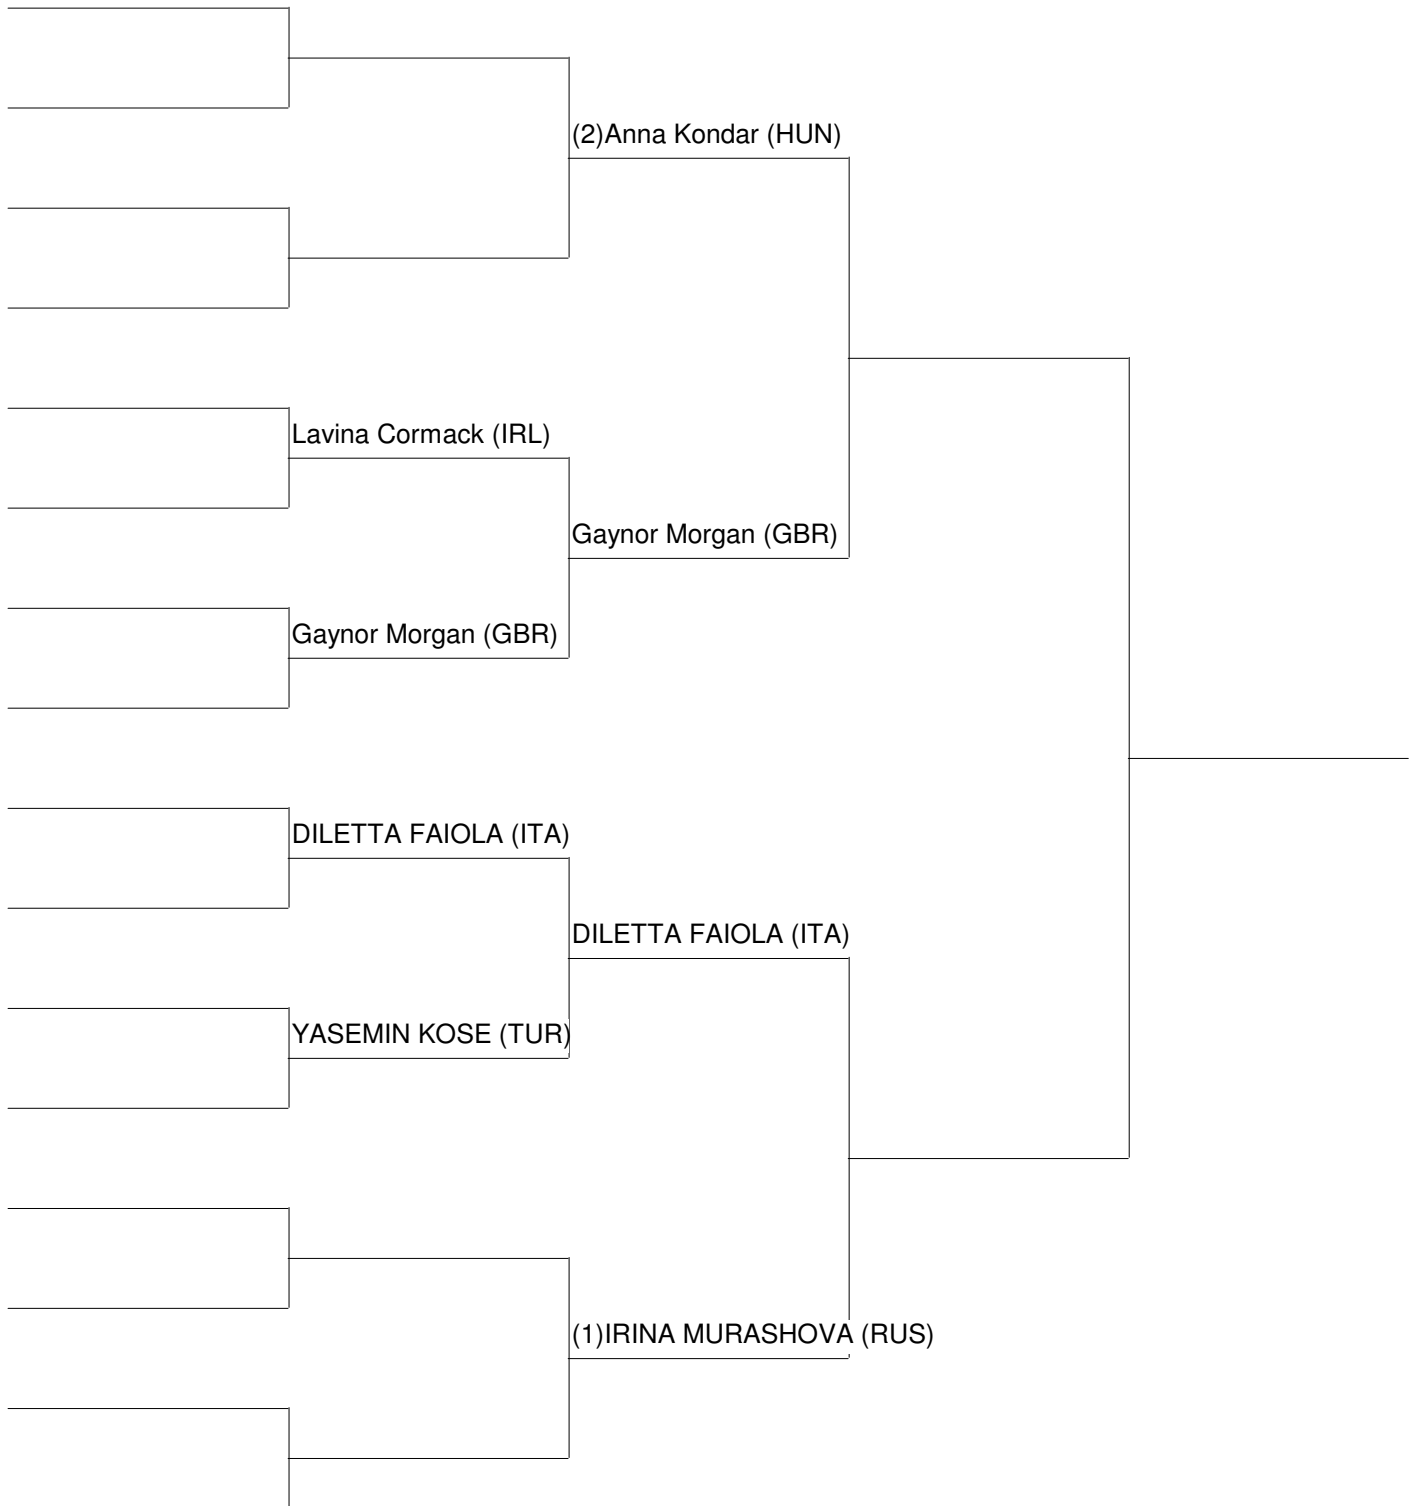 (2)Anna Kondar (HUN)
Lavina Cormack (IRL)
Gaynor Morgan (GBR)
Gaynor Morgan (GBR)
DILETTA FAIOLA (ITA)
DILETTA FAIOLA (ITA)
YASEMIN KOSE (TUR)
(1)IRINA MURASHOVA (RUS)